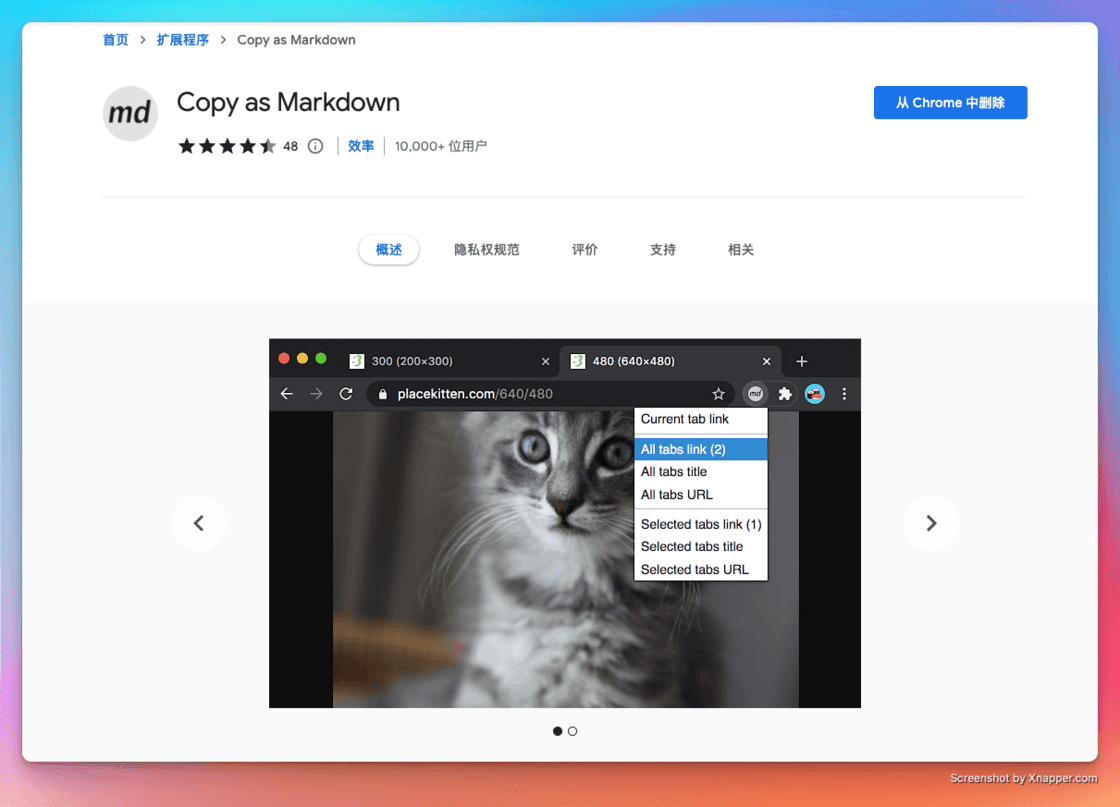 首页 > 扩展程序 > Copy as Markdown
md
Copy as Markdown
从 Chrome 中删除
48 效率 10,000+ 位用户
概述 隐私权规范 评价 支持 相关
300 (200×300) 480 (640×480)
placekitten.com/640/480
md
Current tab link
All tabs link (2)
All tabs title
All tabs URL
Selected tabs link (1)
Selected tabs title
Selected tabs URL
Screenshot by Xnapper.com